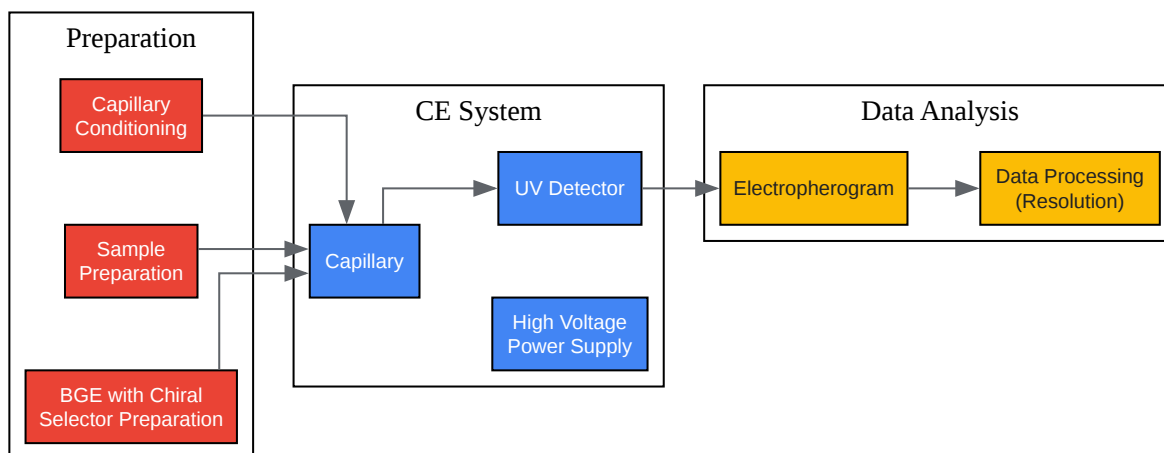 Preparation
Capillary
Conditioning
Sample
Preparation
BGE with Chiral
Selector Preparation
CE System
UV Detector
Capillary
High Voltage
Power Supply
Data Analysis
Electropherogram
Data Processing
(Resolution)